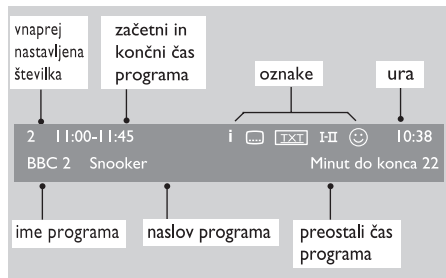 vnaprej
nastavljena
številka
začetni in
končni čas
programa
oznake
ura
2 11:00-11:45 i TXT I-II 10:38
BBC 2 Snooker Minut do konca 22
ime programa
naslov programa
preostali čas
programa